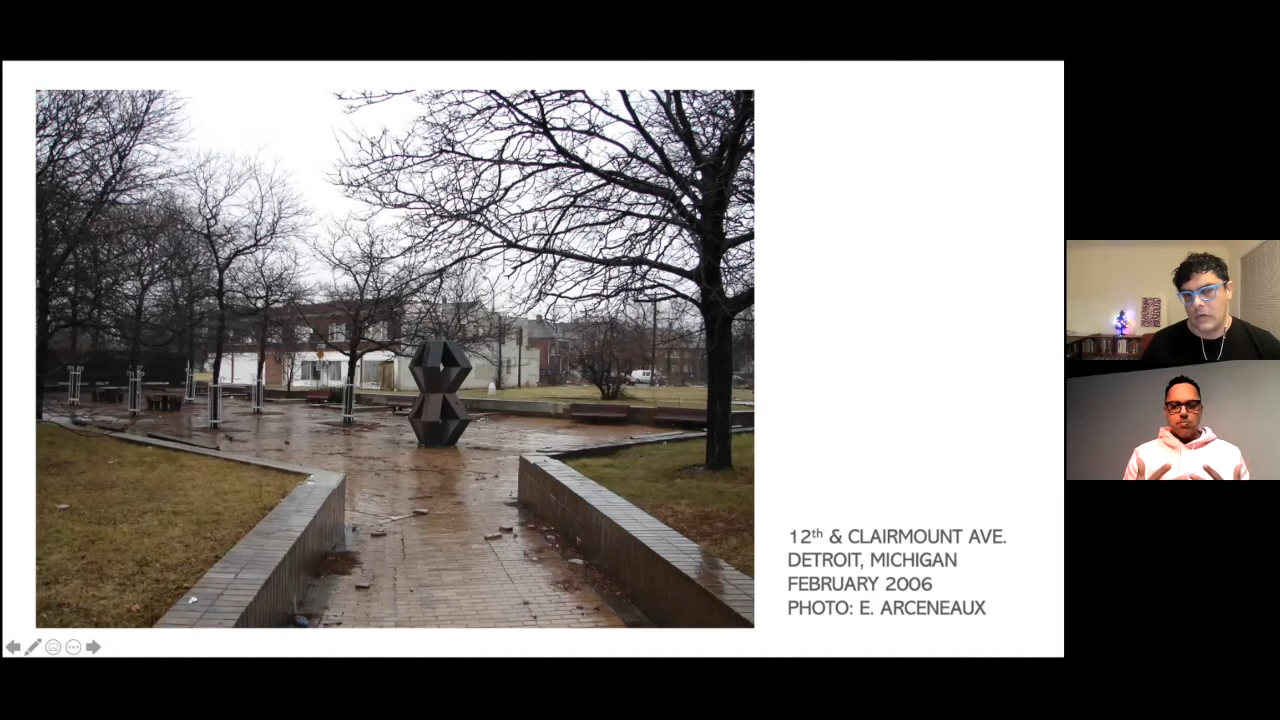 12th & CLAIRMOUNT AVE.
DETROIT, MICHIGAN
FEBRUARY 2006
PHOTO: E. ARCENEAUX